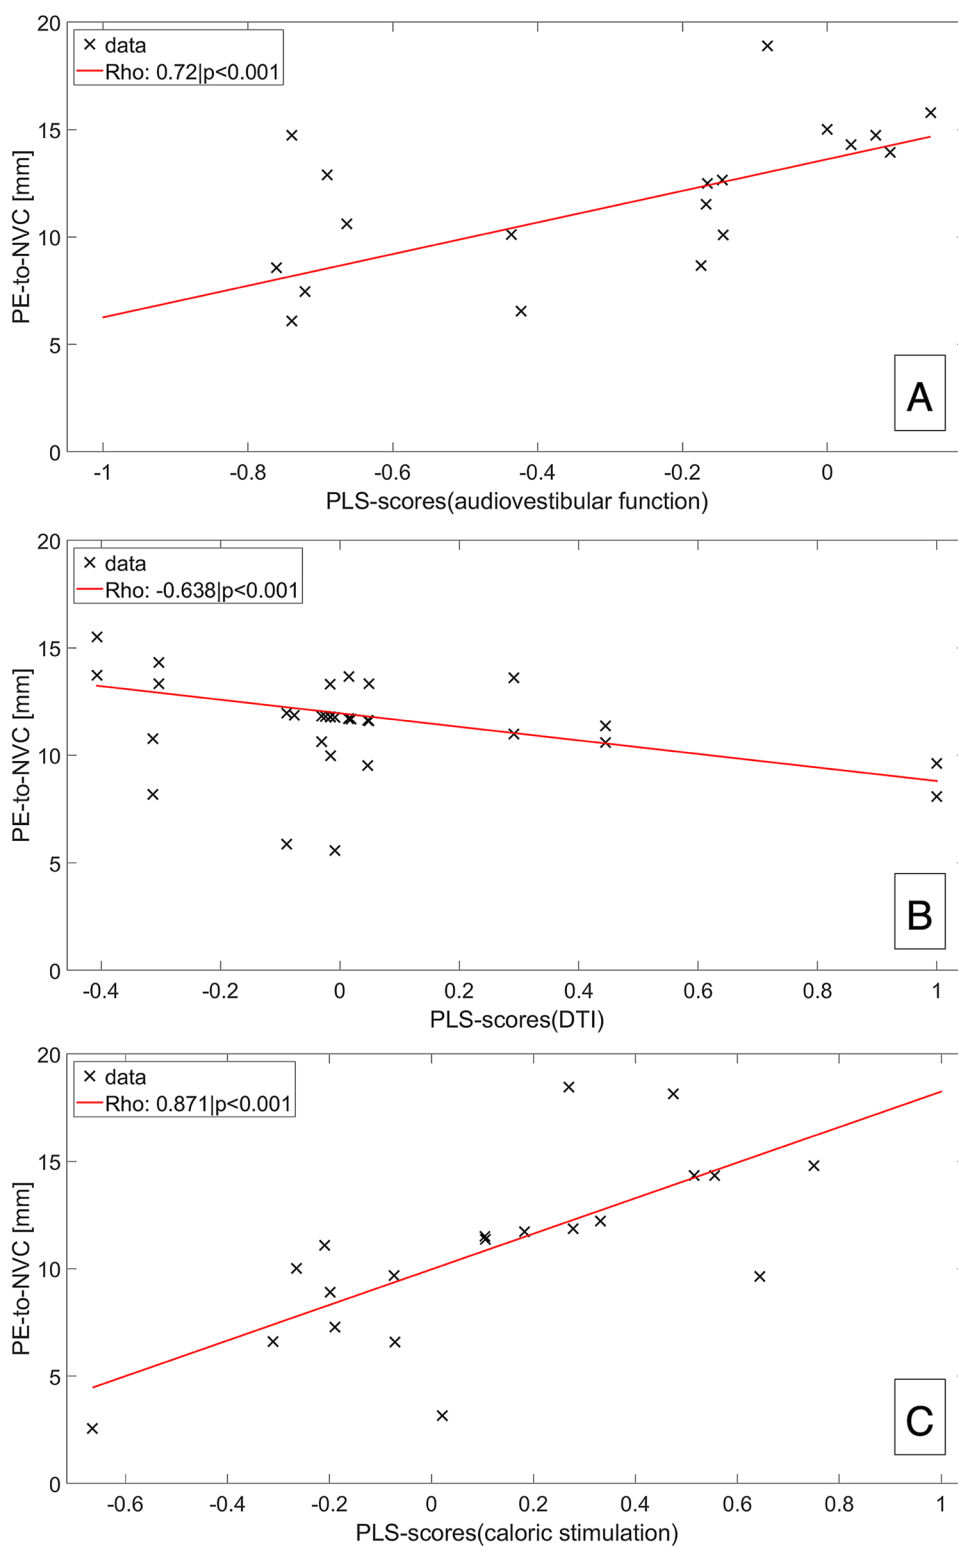 20
data
Rho: 0.72|p<0.001
15
10
5
0
PE-to-NVC [mm]
A
-1 -0.8 -0.6 -0.4 -0.2 0
PLS-scores(audiovestibular function)
20
data
Rho: -0.638|p<0.001
15
10
5
0
PE-to-NVC [mm]
B
-0.4 -0.2 0 0.2 0.4 0.6 0.8 1
PLS-scores(DTI)
20
data
Rho: 0.871|p<0.001
15
10
5
0
PE-to-NVC [mm]
C
-0.6 -0.4 -0.2 0 0.2 0.4 0.6 0.8 1
PLS-scores(caloric stimulation)